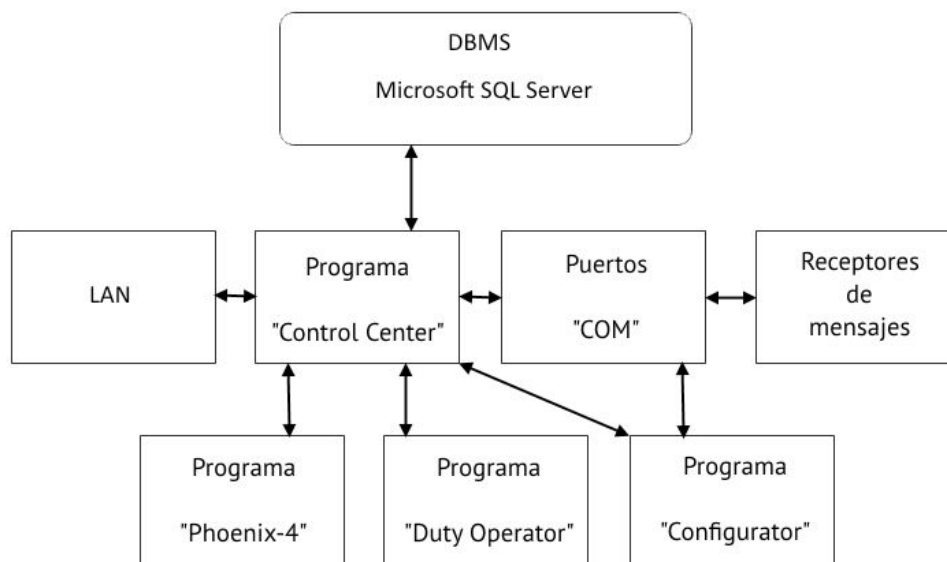 DBMS
Microsoft SQL Server
LAN
Programa
"Control Center"
Puertos
"COM"
Receptores
de
mensajes
Programa
"Phoenix-4"
Programa
"Duty Operator"
Programa
"Configurator"